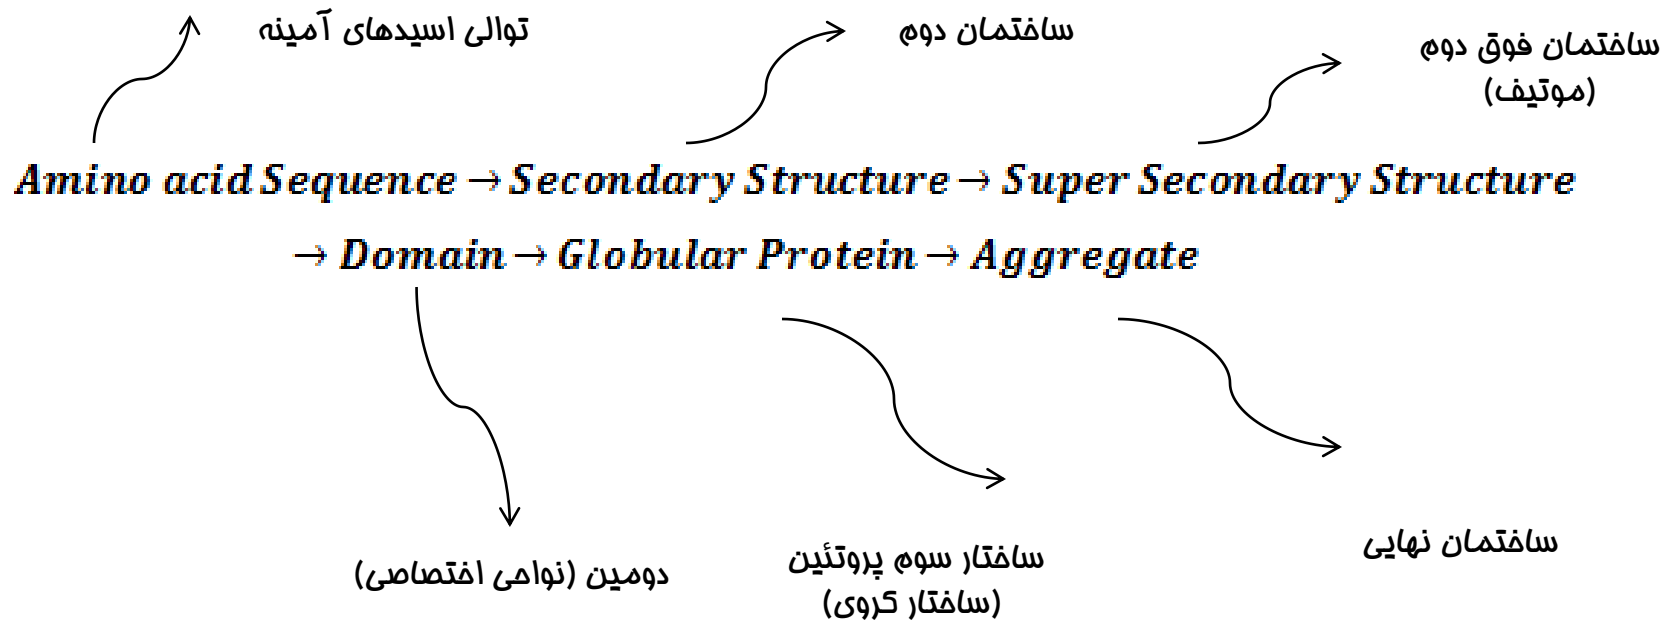 توالی اسیدهای آمینه
ساختمان دوم
ساختمان فوق دوم
(موتیف)
Amino acid Sequence → Secondary Structure → Super Secondary Structure
→ Domain → Globular Protein → Aggregate
دومین (نواحی اختصاصی)
ساختار سوم پروتئین
(ساختار کروی)
ساختمان نهایی